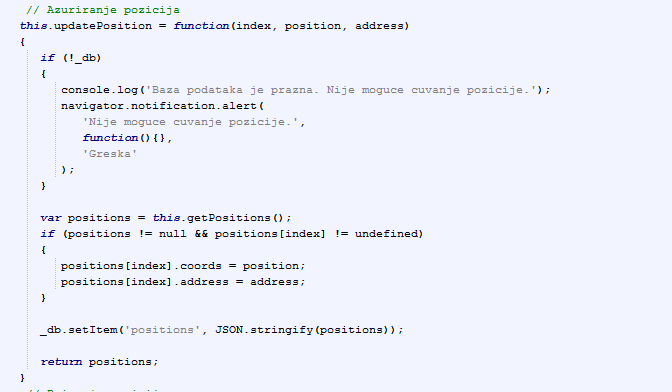 // Azuriranje pozicija
this.updatePosition = function(index, position, address)
{
if (!_db)
{
console.log('Baza podataka je prazna. Nije moguce cuvanje pozicije.');
navigator.notification.alert(
'Nije moguce cuvanje pozicije.',
function(){},
'Greska'
);
}
var positions = this.getPositions();
if (positions != null && positions[index] != undefined)
{
positions[index].coords = position;
positions[index].address = address;
}
_db.setItem('positions', JSON.stringify(positions));
return positions;
}